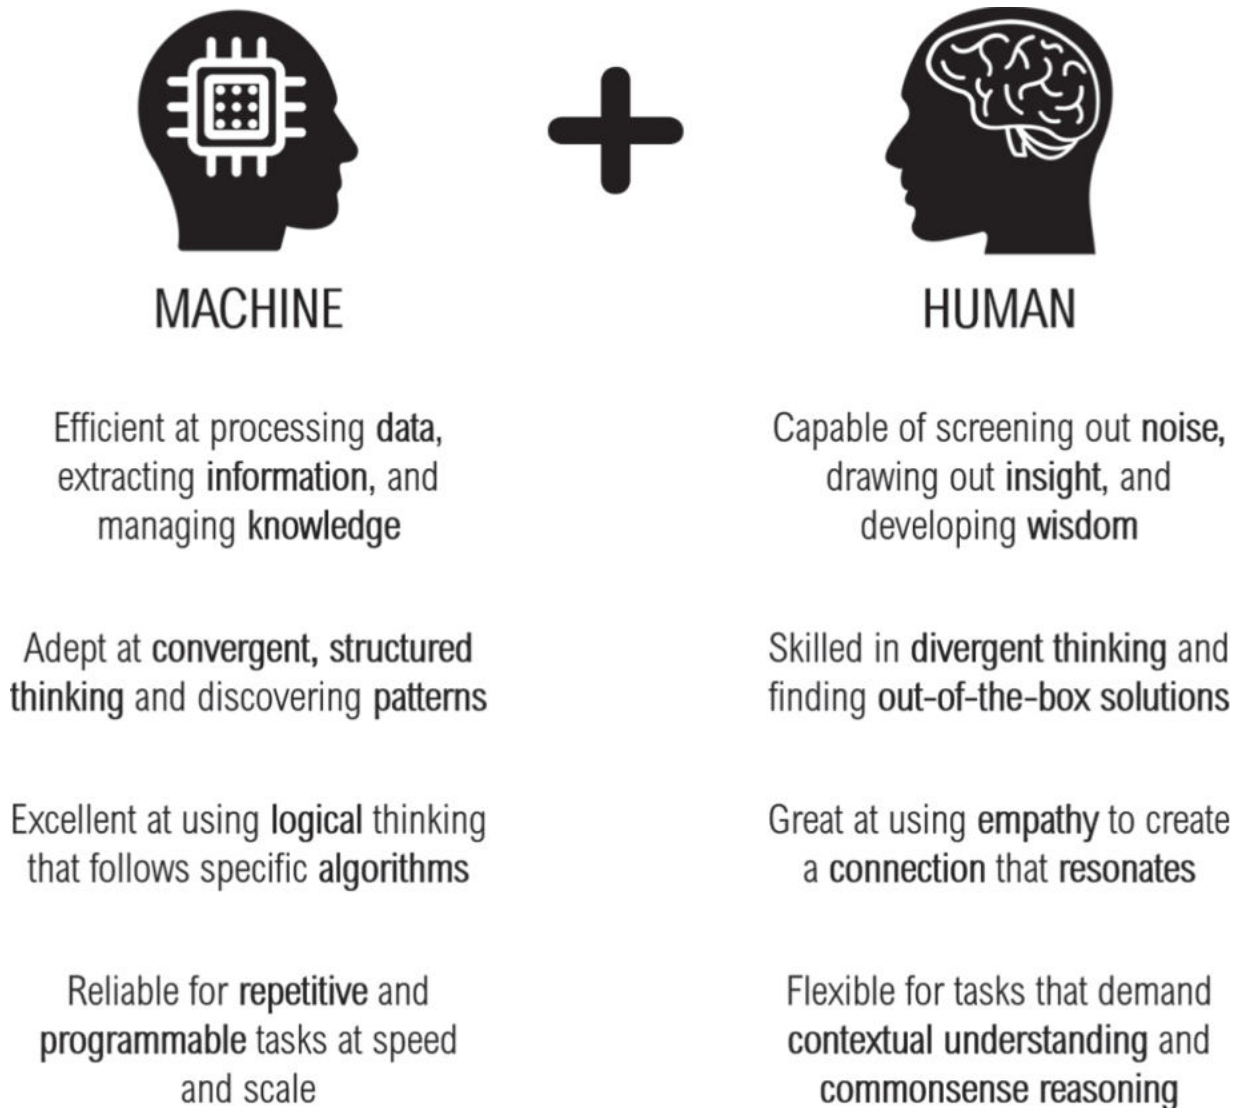 MACHINE
Efficient at processing data,
extracting information, and
managing knowledge
Adept at convergent, structured
thinking and discovering patterns
Excellent at using logical thinking
that follows specific algorithms
Reliable for repetitive and
programmable tasks at speed
and scale
HUMAN
Capable of screening out noise,
drawing out insight, and
developing wisdom
Skilled in divergent thinking and
finding out-of-the-box solutions
Great at using empathy to create
a connection that resonates
Flexible for tasks that demand
contextual understanding and
commonsense reasoning